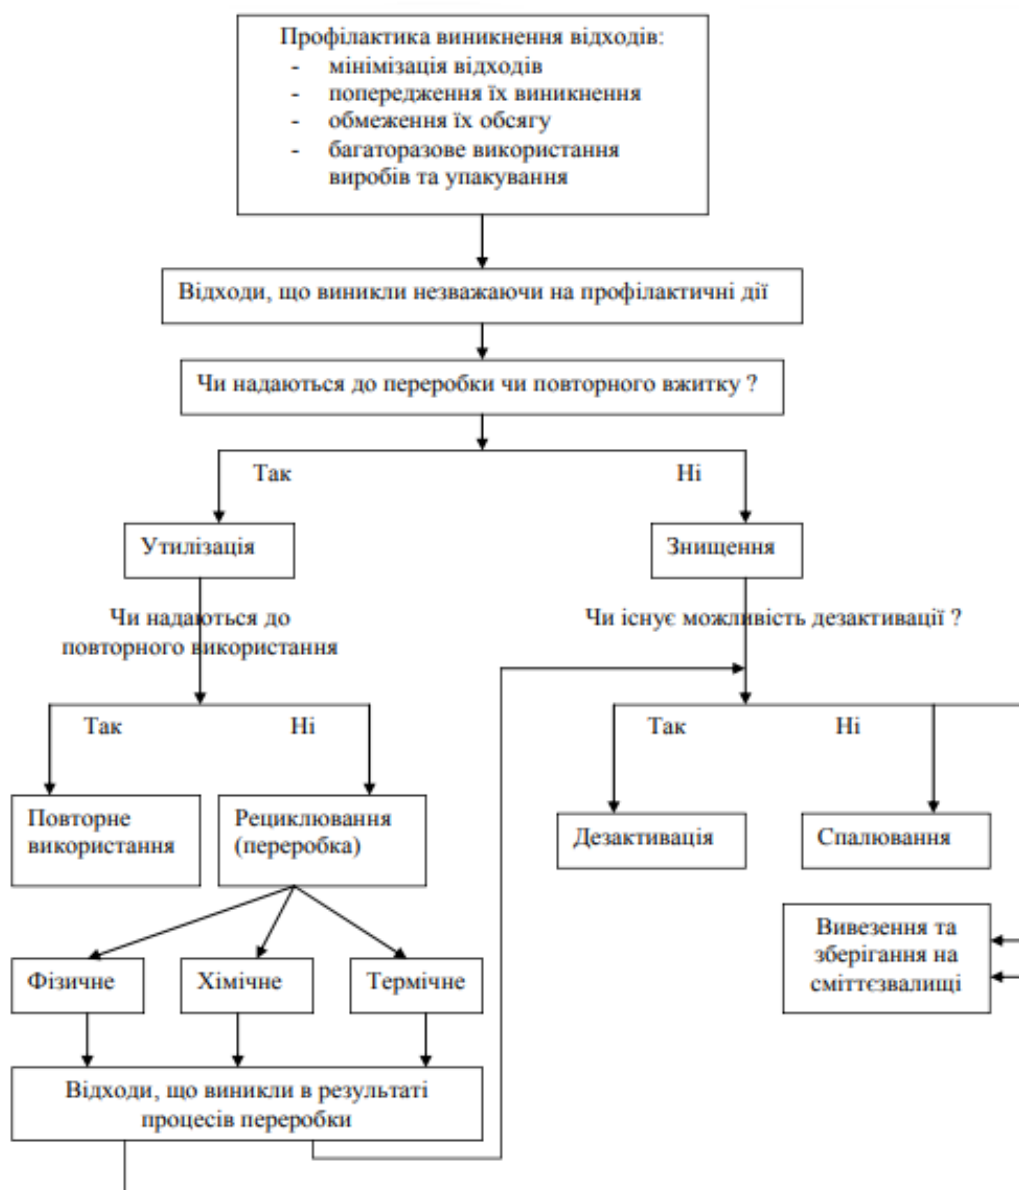 Профілактика виникнення відходів:
- мінімізація відходів
- попередження їх виникнення
- обмеження їх обсягу
- багаторазове використання
виробів та упакування
Відходи, що виникли незважаючи на профілактичні дії
Чи надаються до переробки чи повторного вжитку ?
Так
Ні
Утилізація
Знищення
Чи надаються до
повторного використання
Чи існує можливість дезактивації ?
Так
Ні
Так
Ні
Повторне
використання
Рециклювання
(переробка)
Дезактивація
Спалювання
Вивезення та
зберігання на
сміттєзвалищі
Фізичне
Хімічне
Термічне
Відходи, що виникли в результаті
процесів переробки